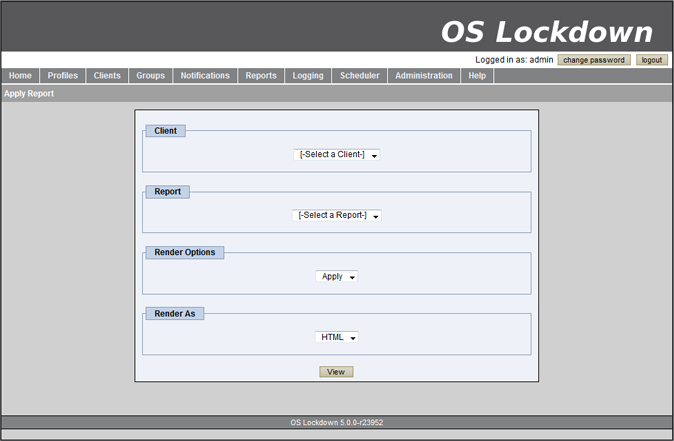 OS Lockdown
Logged in as: admin change password logout
Home Profiles Clients Groups Notifications Reports Logging Scheduler Administration Help
Apply Report
Client
[-Select a Client-]
Report
[-Select a Report-]
Render Options
Apply
Render As
HTML
View
OS Lockdown 5.0.0-r23952